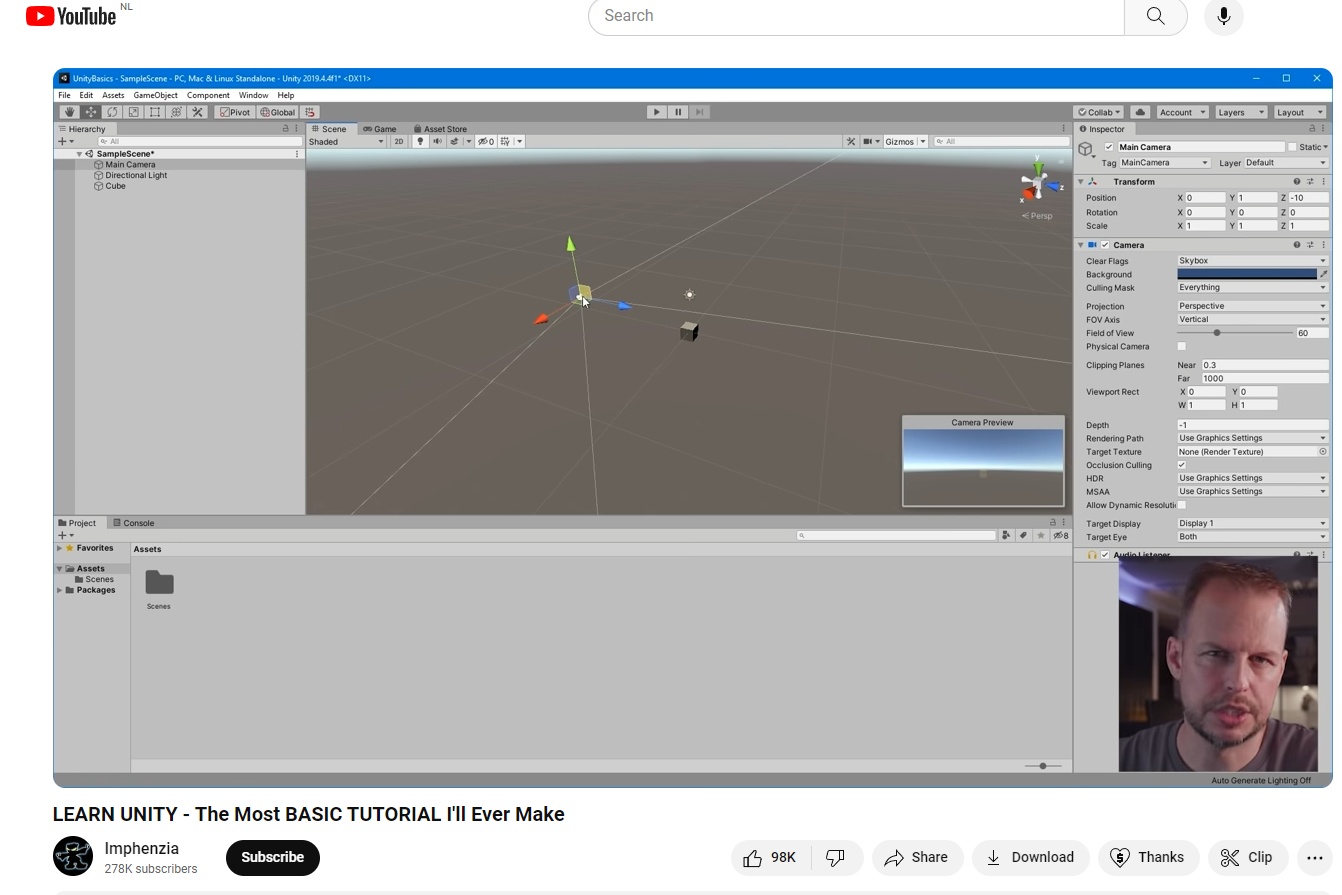 YouTube NL
Search
UnityBasics - SampleScene - PC, Mac & Linux Standalone - Unity 2019.4.4f1* <DX11>
File Edit Assets GameObject Component Window Help
Pivot Global Collab Account Layers Layout
Hierarchy
All
SampleScene*
Main Camera
Directional Light
Cube
Scene Game Asset Store
Shaded 2D 0 Gizmos All
y
z
x
Persp
Camera Preview
Inspector
Main Camera Static
Tag MainCamera Layer Default
Transform
Position X 0 Y 1 Z -10
Rotation X 0 Y 0 Z 0
Scale X 1 Y 1 Z 1
Camera
Clear Flags Skybox
Background
Culling Mask Everything
Projection Perspective
FOV Axis Vertical
Field of View 60
Physical Camera
Clipping Planes Near 0.3
Far 1000
Viewport Rect X 0 Y 0
W 1 H 1
Depth -1
Rendering Path Use Graphics Settings
Target Texture None (Render Texture)
Occlusion Culling
HDR Use Graphics Settings
MSAA Use Graphics Settings
Allow Dynamic Resoluti
Target Display Display 1
Target Eye Both
Audio Listener
Project Console
8
Favorites
Assets
Scenes
Packages
Assets
Scenes
Auto Generate Lighting Off
LEARN UNITY - The Most BASIC TUTORIAL I'll Ever Make
Imphenzia
278K subscribers
Subscribe
98K
Share
Download
Thanks
Clip